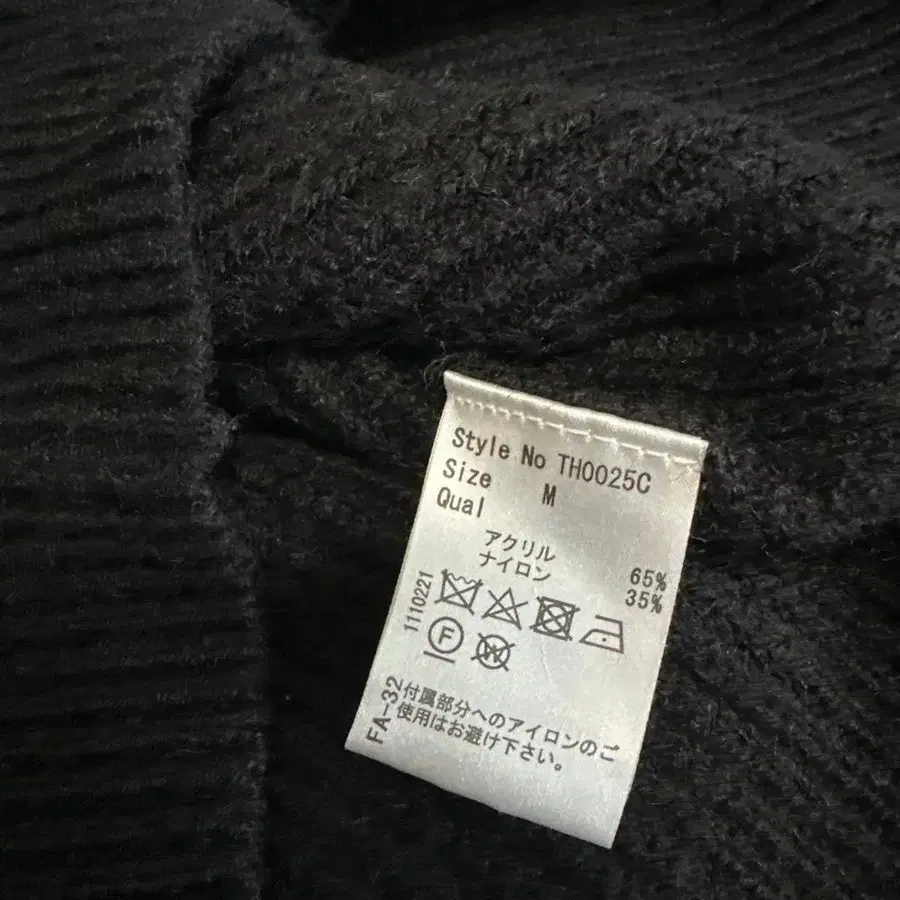 Style No TH0025C
Size M
Qual
アクリル 65%
ナイロン 35%
1110221
F
W
FA-32
付属部分へのアイロンのご
使用はお避け下さい。